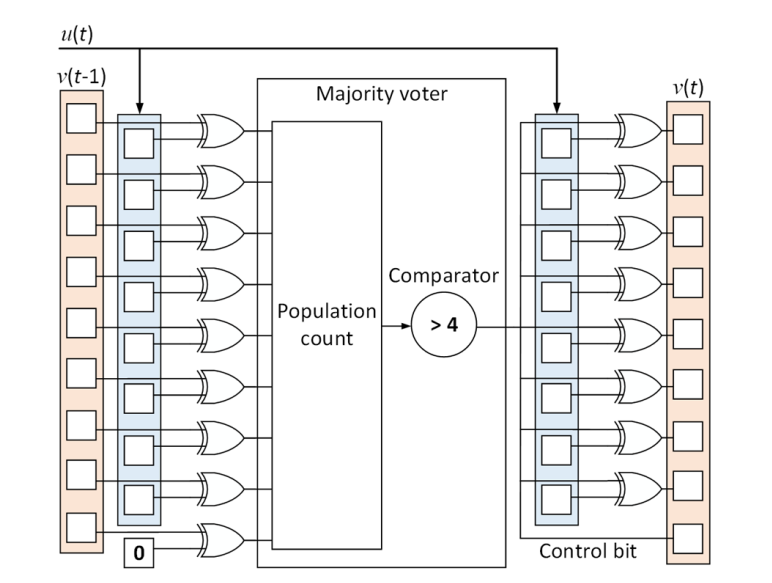 u(t)
v(t-1)
Majority voter
v(t)
Comparator
Population
count
> 4
0
Control bit